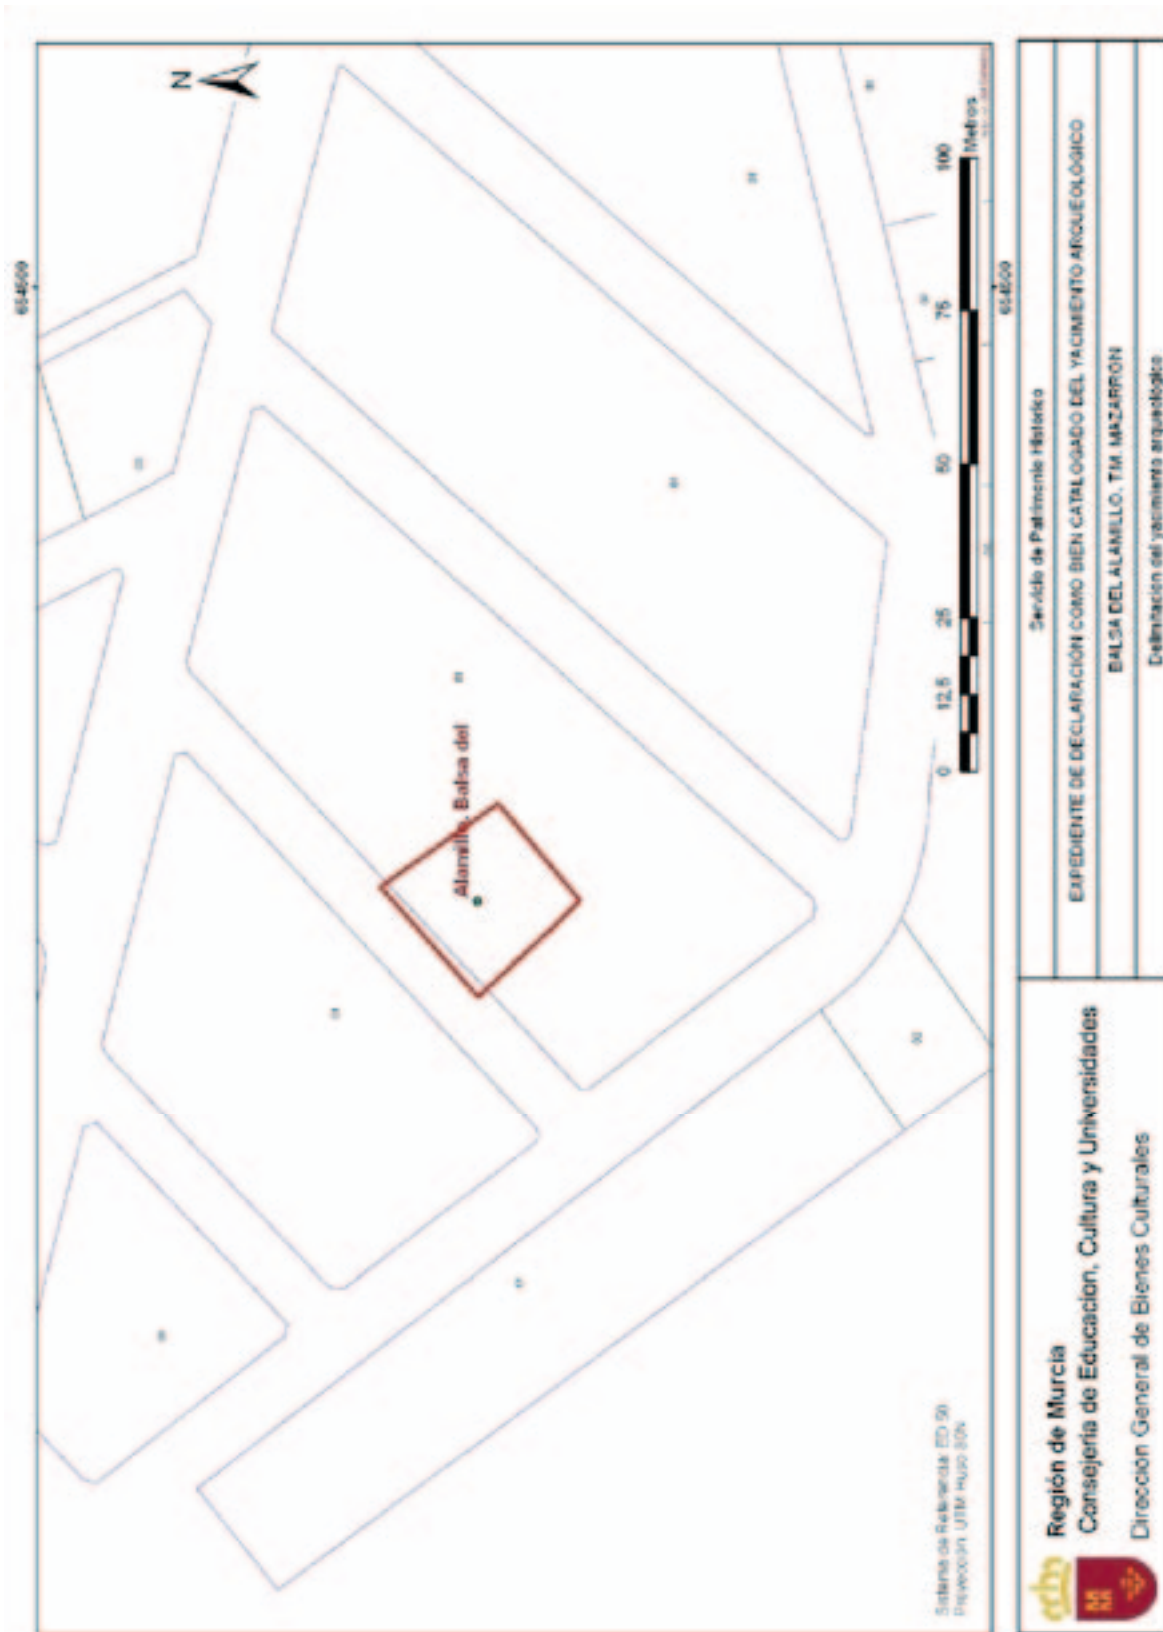 N
654600
Alamillo, Balsa del
0 12,5 25 50 75 100
Metros
654600
Sistema de Referencia: ED 50
Proyección: UTM Huso 30N
Región de Murcia
Consejería de Educacion, Cultura y Universidades
Dirección General de Bienes Culturales
Servicio de Patrimonio Histórico
EXPEDIENTE DE DECLARACIÓN COMO BIEN CATALOGADO DEL YACIMIENTO ARQUEOLÓGICO
BALSA DEL ALAMILLO. T.M. MAZARRÓN
Delimitación del yacimiento arqueológico